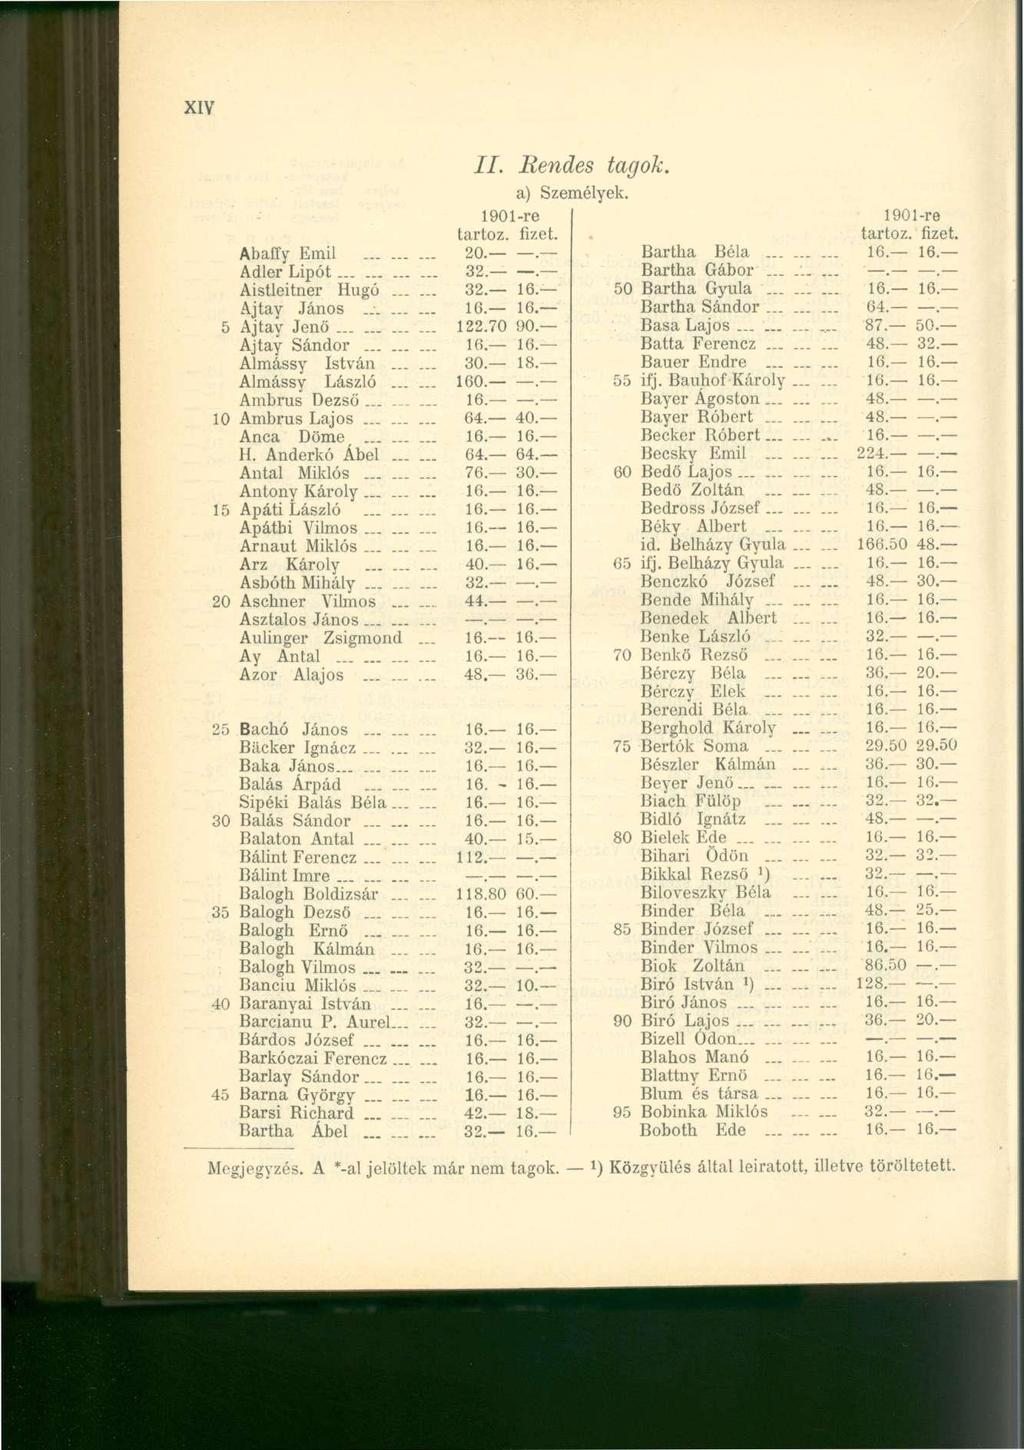 XIV
II. Rendes tagok.
a) Személyek.
1901-re
tartoz. fizet.
Abaffy Emil 20.— —.—
Adler Lipót 32.— —.—
Aistleitner Hugó 32.— 16.—
Ajtay János 16.— 16.—
5 Ajtay Jenő 122.70 90.—
Ajtay Sándor 16.— 16.—
Almássy István 30.— 18.—
Almássy László 160.— —.—
Ambrus Dezső 16.— —.—
10 Ambrus Lajos 64.— 40.—
Anca Döme 16.— 16.—
H. Anderkó Ábel 64.— 64.—
Antal Miklós 76.— 30.—
Antony Károly 16.— 16.—
15 Apáti László 16.— 16.—
Apáthi Vilmos 16.— 16.—
Arnaut Miklós 16.— 16.—
Arz Károly 40.— 16.—
Asbóth Mihály 32.— —.—
20 Aschner Vilmos 44.— —.—
Asztalos János —.— —.—
Aulinger Zsigmond 16.— 16.—
Ay Antal 16.— 16.—
Azor Alajos 48.— 36.—
25 Bachó János 16.— 16.—
Bäcker Ignácz 32.— 16.—
Baka János 16.— 16.—
Balás Árpád 16. - 16.—
Sipéki Balás Béla 16.— 16.—
30 Balás Sándor 16.— 16.—
Balaton Antal 40.— 15.—
Bálint Ferencz 112.— —.—
Bálint Imre —.— —.—
Balogh Boldizsár 118.80 60.—
35 Balogh Dezső 16.— 16.—
Balogh Ernő 16.— 16.—
Balogh Kálmán 16.— 16.—
Balogh Vilmos 32.— —.—
Banciu Miklós 32.— 10.—
40 Baranyai István 16.— —.—
Barcianu P. Aurel 32.— —.—
Bárdos József 16.— 16.—
Barkóczai Ferencz 16.— 16.—
Barlay Sándor 16.— 16.—
45 Barna György 16.— 16.—
Barsi Richard 42.— 18.—
Bartha Ábel 32.— 16.—
1901-re
tartoz. fizet.
Bartha Béla 16.— 16.—
Bartha Gábor —.— —.—
50 Bartha Gyula 16.— 16.—
Bartha Sándor 64.— —.—
Basa Lajos 87.— 50.—
Batta Ferencz 48.— 32.—
Bauer Endre 16.— 16.—
55 ifj. Bauhof Károly 16.— 16.—
Bayer Ágoston 48.— —.—
Bayer Róbert 48.— —.—
Becker Róbert 16.— —.—
Becsky Emil 224.— —.—
60 Bedő Lajos 16.— 16.—
Bedő Zoltán 48.— —.—
Bedross József 16.— 16.—
Béky Albert 16.— 16.—
id. Belházy Gyula 166.50 48.—
65 ifj. Belházy Gyula 16.— 16.—
Benczkó József 48.— 30.—
Bende Mihály 16.— 16.—
Benedek Albert 16.— 16.—
Benke László 32.— —.—
70 Benkő Rezső 16.— 16.—
Bérczy Béla 36.— 20.—
Bérczy Elek 16.— 16.—
Berendi Béla 16.— 16.—
Berghold Károly 16.— 16.—
75 Bertók Soma 29.50 29.50
Bészler Kálmán 36.— 30.—
Beyer Jenő 16.— 16.—
Biach Fülöp 32.— 32.—
Bidló Ignátz 48.— —.—
80 Bielek Ede 16.— 16.—
Bihari Ödön 32.— 32.—
Bikkal Rezső ¹) 32.— —.—
Biloveszky Béla 16.— 16.—
Binder Béla 48.— 25.—
85 Binder József 16.— 16.—
Binder Vilmos 16.— 16.—
Biok Zoltán 86.50 —.—
Biró István ¹) 128.— —.—
Biró János 16.— 16.—
90 Biró Lajos 36.— 20.—
Bizell Ödön —.— —.—
Blahos Manó 16.— 16.—
Blattny Ernő 16.— 16.—
Blum és társa 16.— 16.—
95 Bobinka Miklós 32.— —.—
Boboth Ede 16.— 16.—
Megjegyzés. A *-al jelöltek már nem tagok. — ¹) Közgyülés által leiratott, illetve töröltetett.